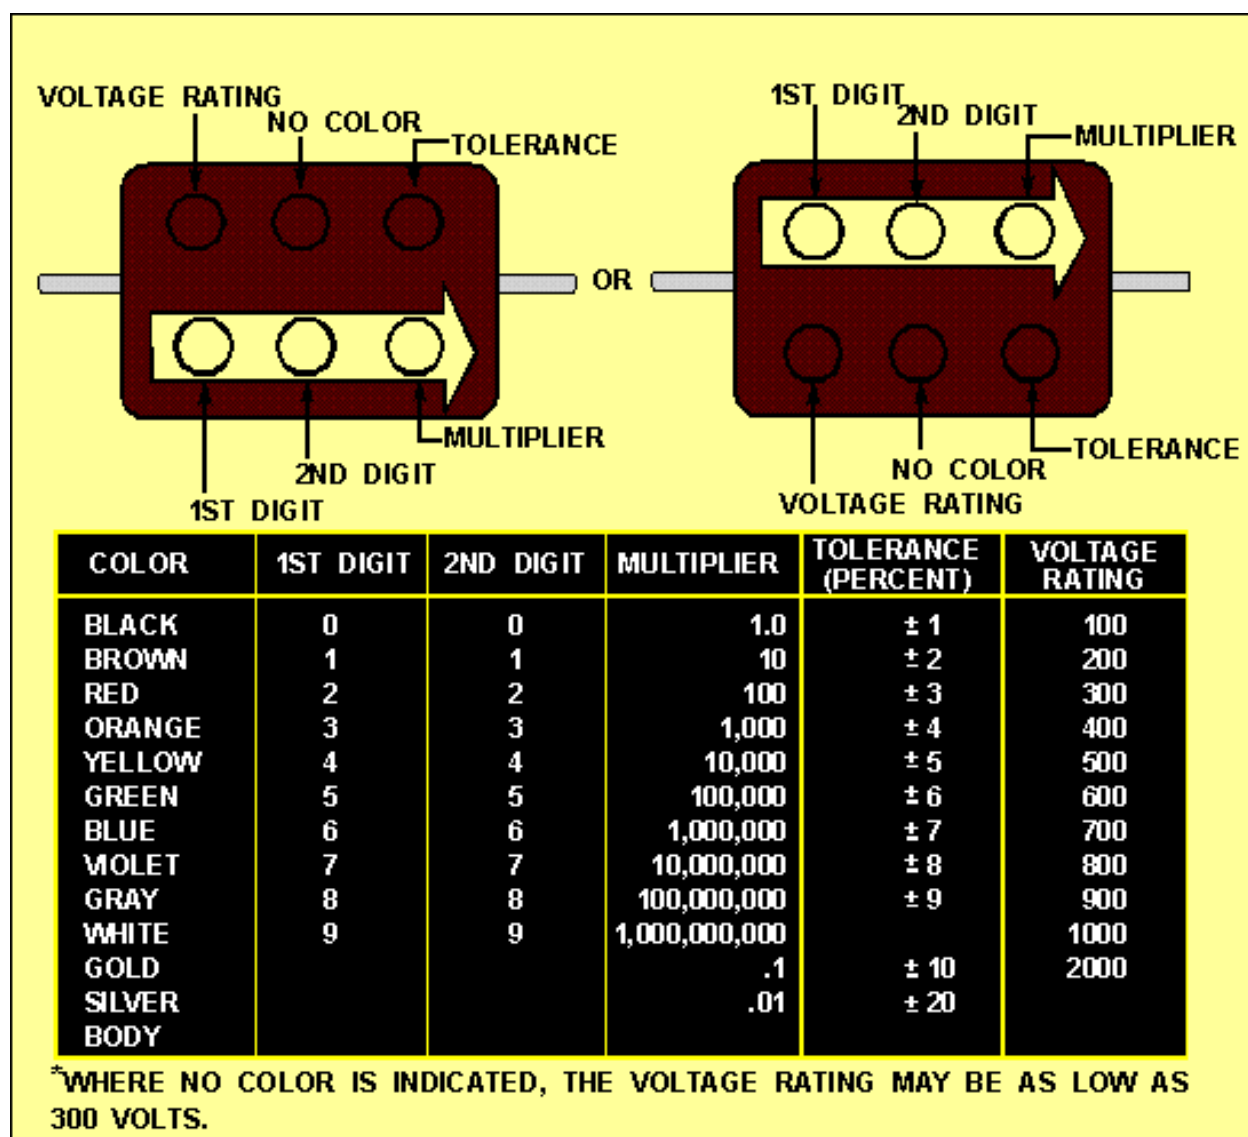 VOLTAGE RATING
NO COLOR
TOLERANCE
1ST DIGIT
2ND DIGIT
MULTIPLIER
OR
MULTIPLIER
2ND DIGIT
1ST DIGIT
TOLERANCE
NO COLOR
VOLTAGE RATING
COLOR 1ST DIGIT 2ND DIGIT MULTIPLIER TOLERANCE (PERCENT) VOLTAGE RATING
BLACK 0 0 1.0 ± 1 100
BROWN 1 1 10 ± 2 200
RED 2 2 100 ± 3 300
ORANGE 3 3 1,000 ± 4 400
YELLOW 4 4 10,000 ± 5 500
GREEN 5 5 100,000 ± 6 600
BLUE 6 6 1,000,000 ± 7 700
VIOLET 7 7 10,000,000 ± 8 800
GRAY 8 8 100,000,000 ± 9 900
WHITE 9 9 1,000,000,000 1000
GOLD .1 ± 10 2000
SILVER .01 ± 20
BODY
*WHERE NO COLOR IS INDICATED, THE VOLTAGE RATING MAY BE AS LOW AS
300 VOLTS.